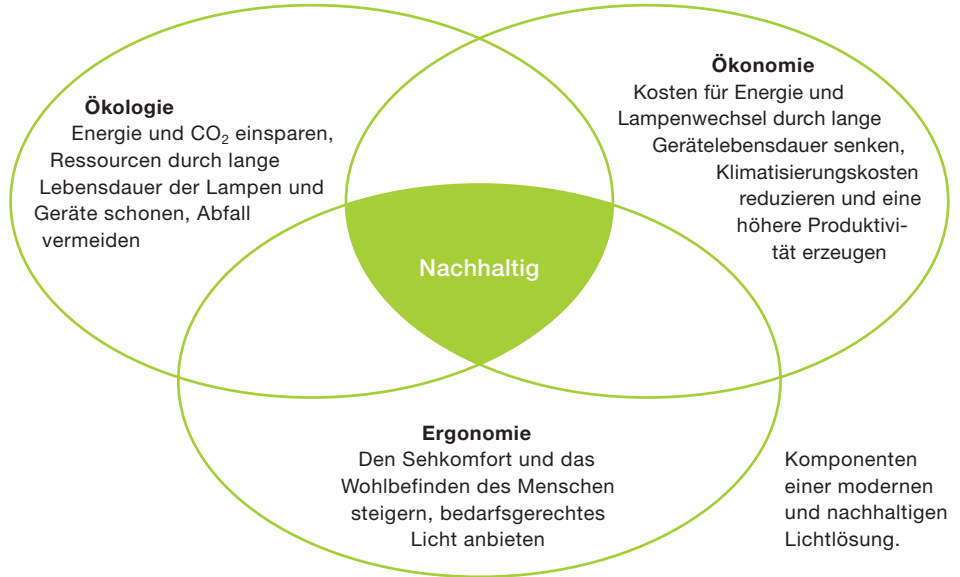 Ökologie
Energie und CO₂ einsparen,
Ressourcen durch lange
Lebensdauer der Lampen und
Geräte schonen, Abfall
vermeiden
Ökonomie
Kosten für Energie und
Lampenwechsel durch lange
Gerätelebensdauer senken,
Klimatisierungskosten
reduzieren und eine
höhere Produktivi-
tät erzeugen
Nachhaltig
Ergonomie
Den Sehkomfort und das
Wohlbefinden des Menschen
steigern, bedarfsgerechtes
Licht anbieten
Komponenten
einer modernen
und nachhaltigen
Lichtlösung.